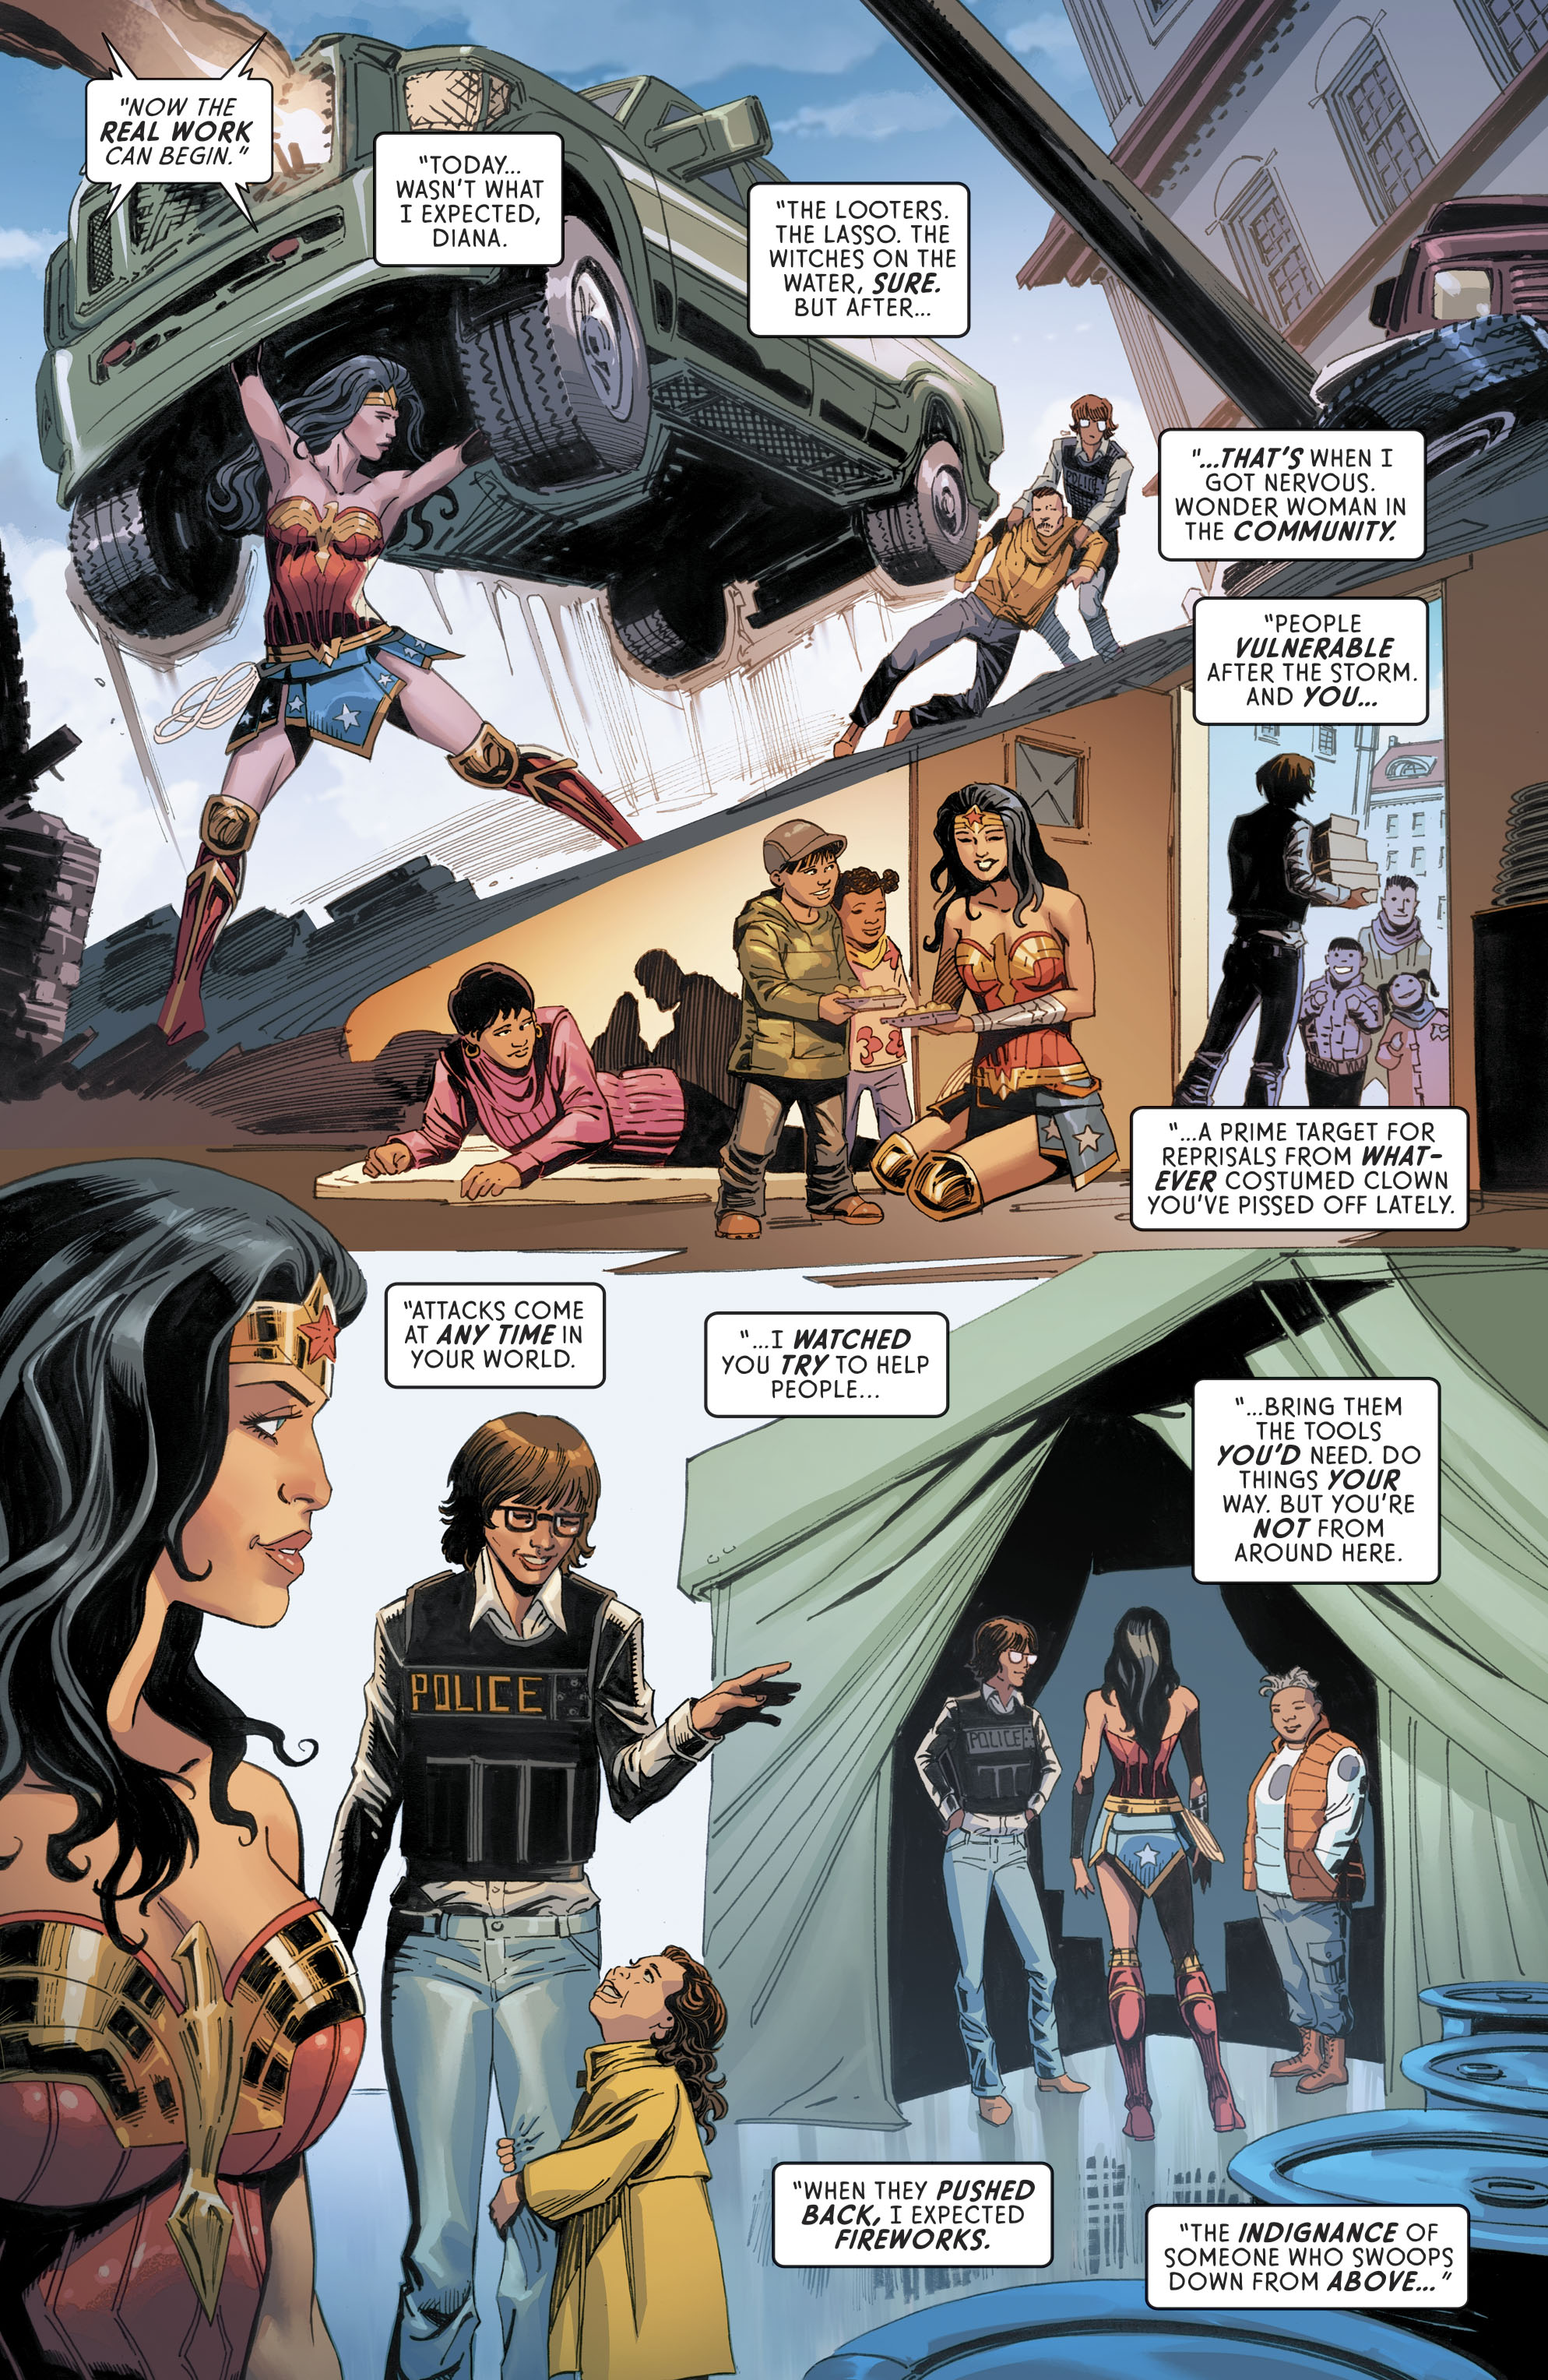 "NOW THE
REAL WORK
CAN BEGIN."
"TODAY...
WASN'T WHAT
I EXPECTED,
DIANA.
"THE LOOTERS.
THE LASSO. THE
WITCHES ON THE
WATER, SURE.
BUT AFTER...
POLICE
"...THAT'S WHEN I
GOT NERVOUS.
WONDER WOMAN IN
THE COMMUNITY.
"PEOPLE
VULNERABLE
AFTER THE STORM.
AND YOU...
"...A PRIME TARGET FOR
REPRISALS FROM WHAT-
EVER COSTUMED CLOWN
YOU'VE PISSED OFF LATELY.
"ATTACKS COME
AT ANY TIME IN
YOUR WORLD.
"...I WATCHED
YOU TRY TO HELP
PEOPLE...
"...BRING THEM
THE TOOLS
YOU'D NEED. DO
THINGS YOUR
WAY. BUT YOU'RE
NOT FROM
AROUND HERE.
POLICE
POLICE
"WHEN THEY PUSHED
BACK, I EXPECTED
FIREWORKS.
"THE INDIGNANCE OF
SOMEONE WHO SWOOPS
DOWN FROM ABOVE..."